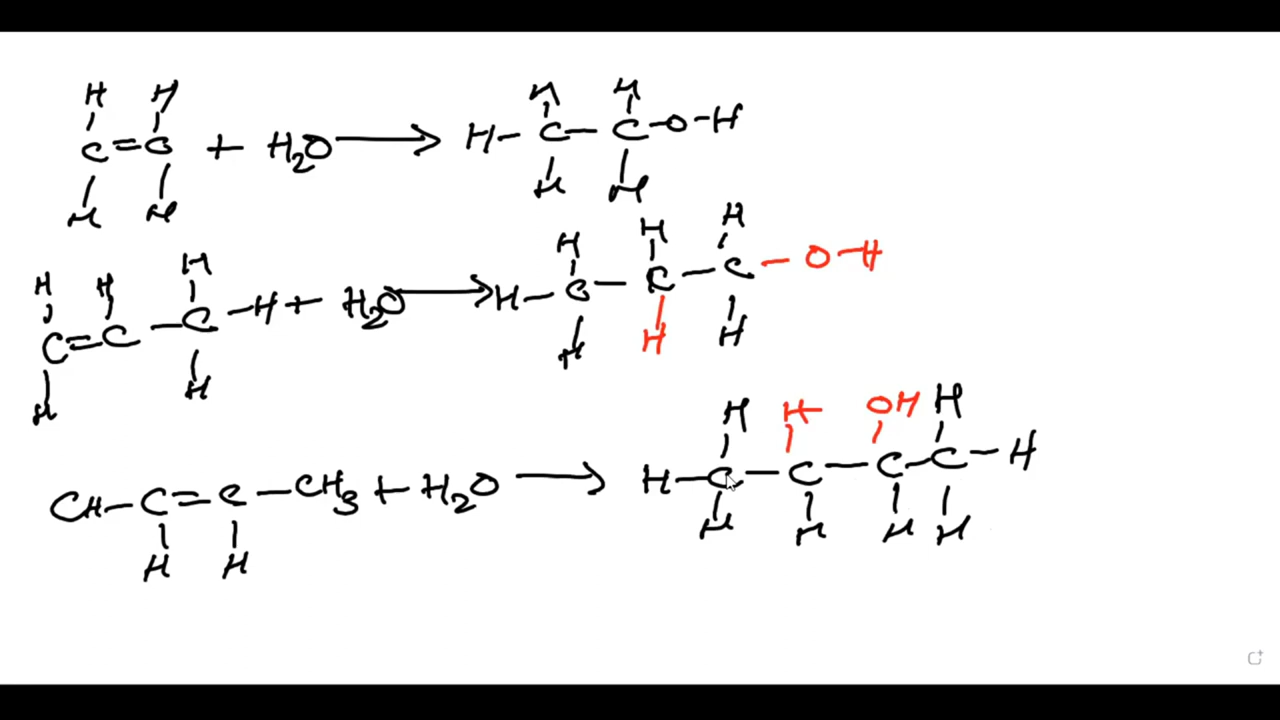 H H
C=C + H₂O → H-C-C-O-H
H H H H
H H
H H H
H H H
C=C-C-H + H₂O → H-C-C-C-O-H
H H
H H H
H H OH H
CH-C=C-CH₃ + H₂O → H-C-C-C-C-H
H H H H H H